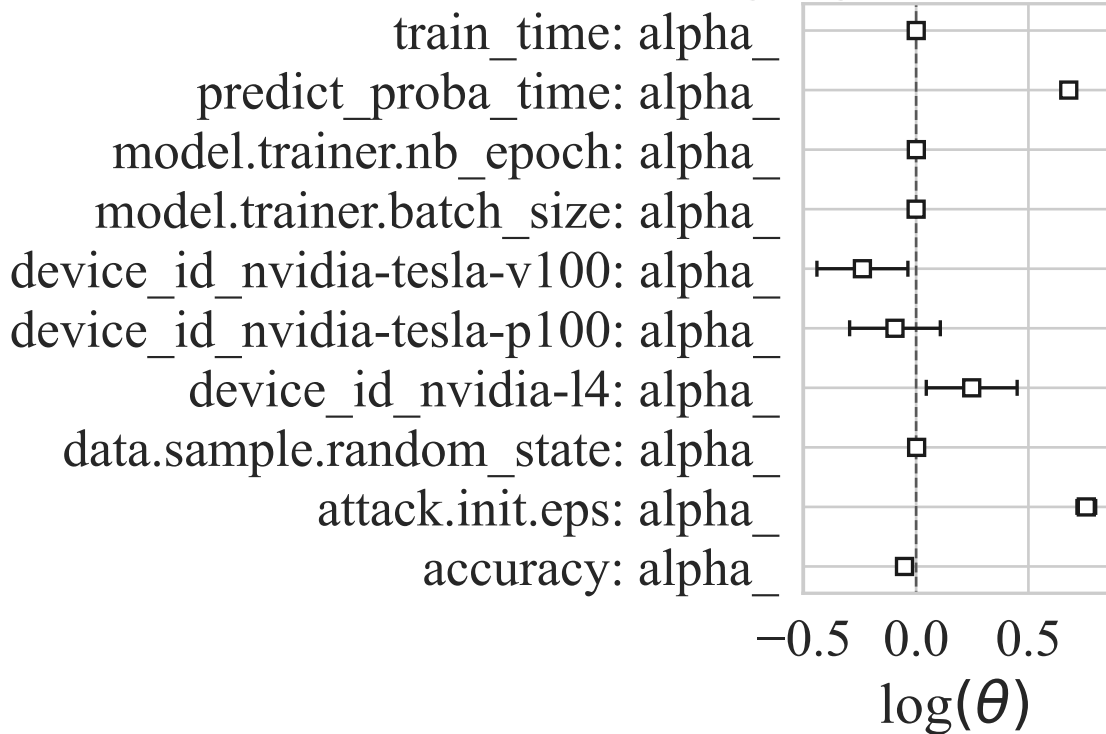 train_time: alpha_
predict_proba_time: alpha_
model.trainer.nb_epoch: alpha_
model.trainer.batch_size: alpha_
device_id_nvidia-tesla-v100: alpha_
device_id_nvidia-tesla-p100: alpha_
device_id_nvidia-l4: alpha_
data.sample.random_state: alpha_
attack.init.eps: alpha_
accuracy: alpha_
−0.5 0.0 0.5
log(θ)